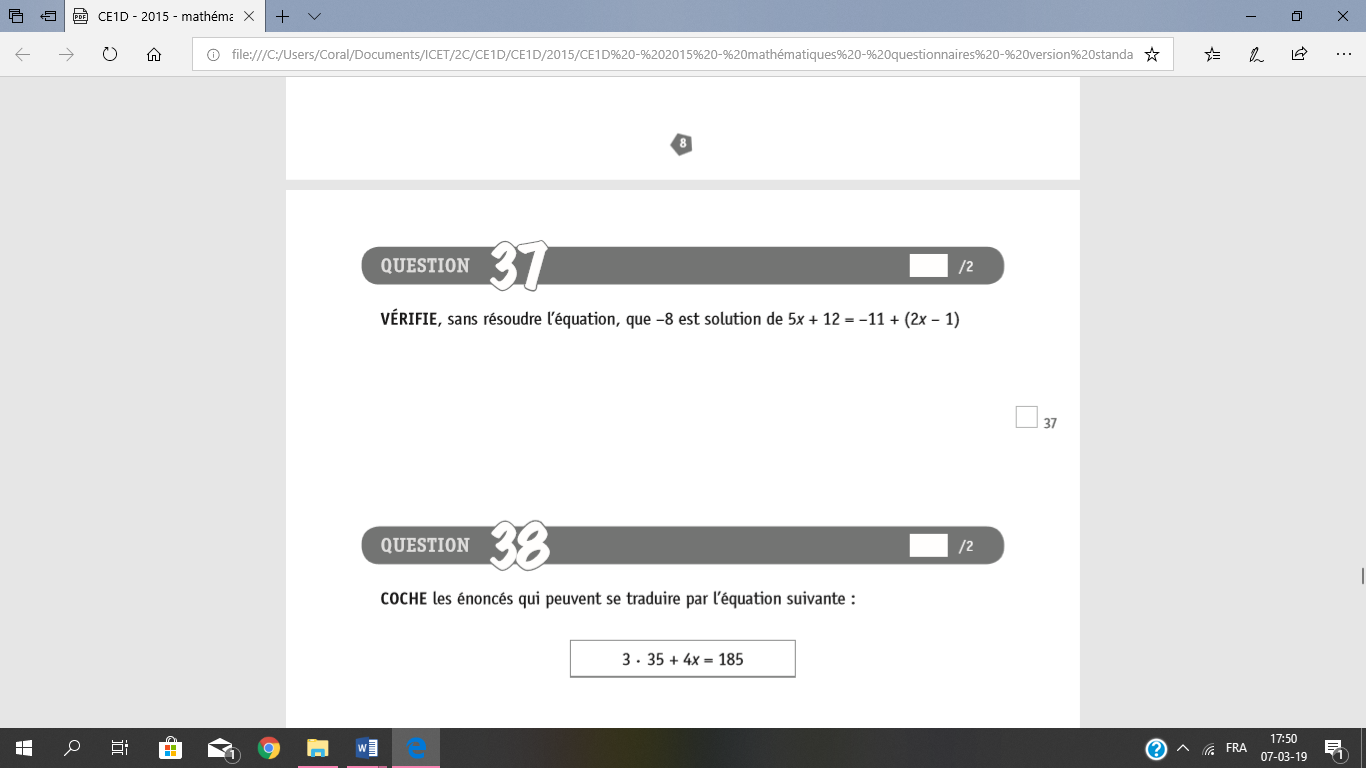 CE1D - 2015 - mathéma
file:///C:/Users/Coral/Documents/ICET/2C/CE1D/CE1D/2015/CE1D%20-%202015%20-%20mathématiques%20-%20questionnaires%20-%20version%20standa
8
QUESTION 37 /2
VÉRIFIE, sans résoudre l’équation, que –8 est solution de 5x + 12 = –11 + (2x – 1)
37
QUESTION 38 /2
COCHE les énoncés qui peuvent se traduire par l’équation suivante :
3 · 35 + 4x = 185
FRA
17:50
07-03-19